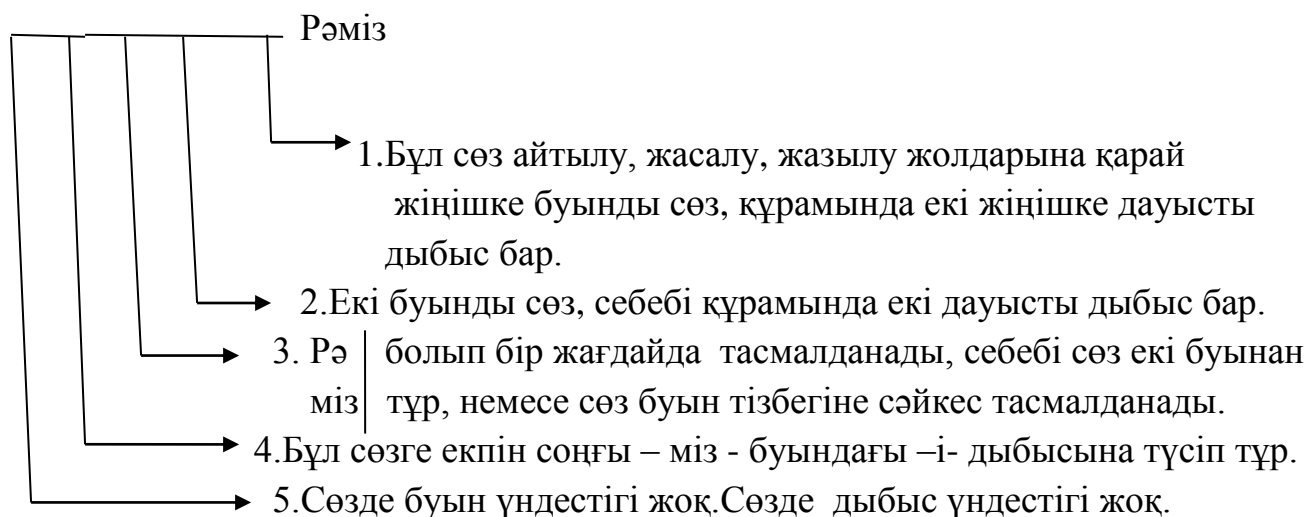 Рәміз
1.Бұл сөз айтылу, жасалу, жазылу жолдарына қарай
жіңішке буынды сөз, құрамында екі жіңішке дауысты
дыбыс бар.
2.Екі буынды сөз, себебі құрамында екі дауысты дыбыс бар.
3. Рә болып бір жағдайда тасмалданады, себебі сөз екі буынан
міз тұр, немесе сөз буын тізбегіне сәйкес тасмалданады.
4.Бұл сөзге екпін соңғы – міз - буындағы –і- дыбысына түсіп тұр.
5.Сөзде буын үндестігі жоқ.Сөзде дыбыс үндестігі жоқ.